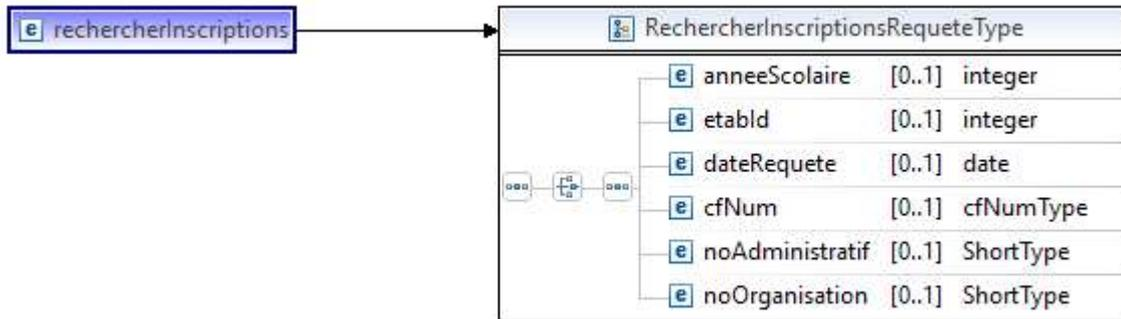 e rechercherInscriptions
RechercherInscriptionsRequeteType
e anneeScolaire [0..1] integer
e etabId [0..1] integer
e dateRequete [0..1] date
e cfNum [0..1] cfNumType
e noAdministratif [0..1] ShortType
e noOrganisation [0..1] ShortType